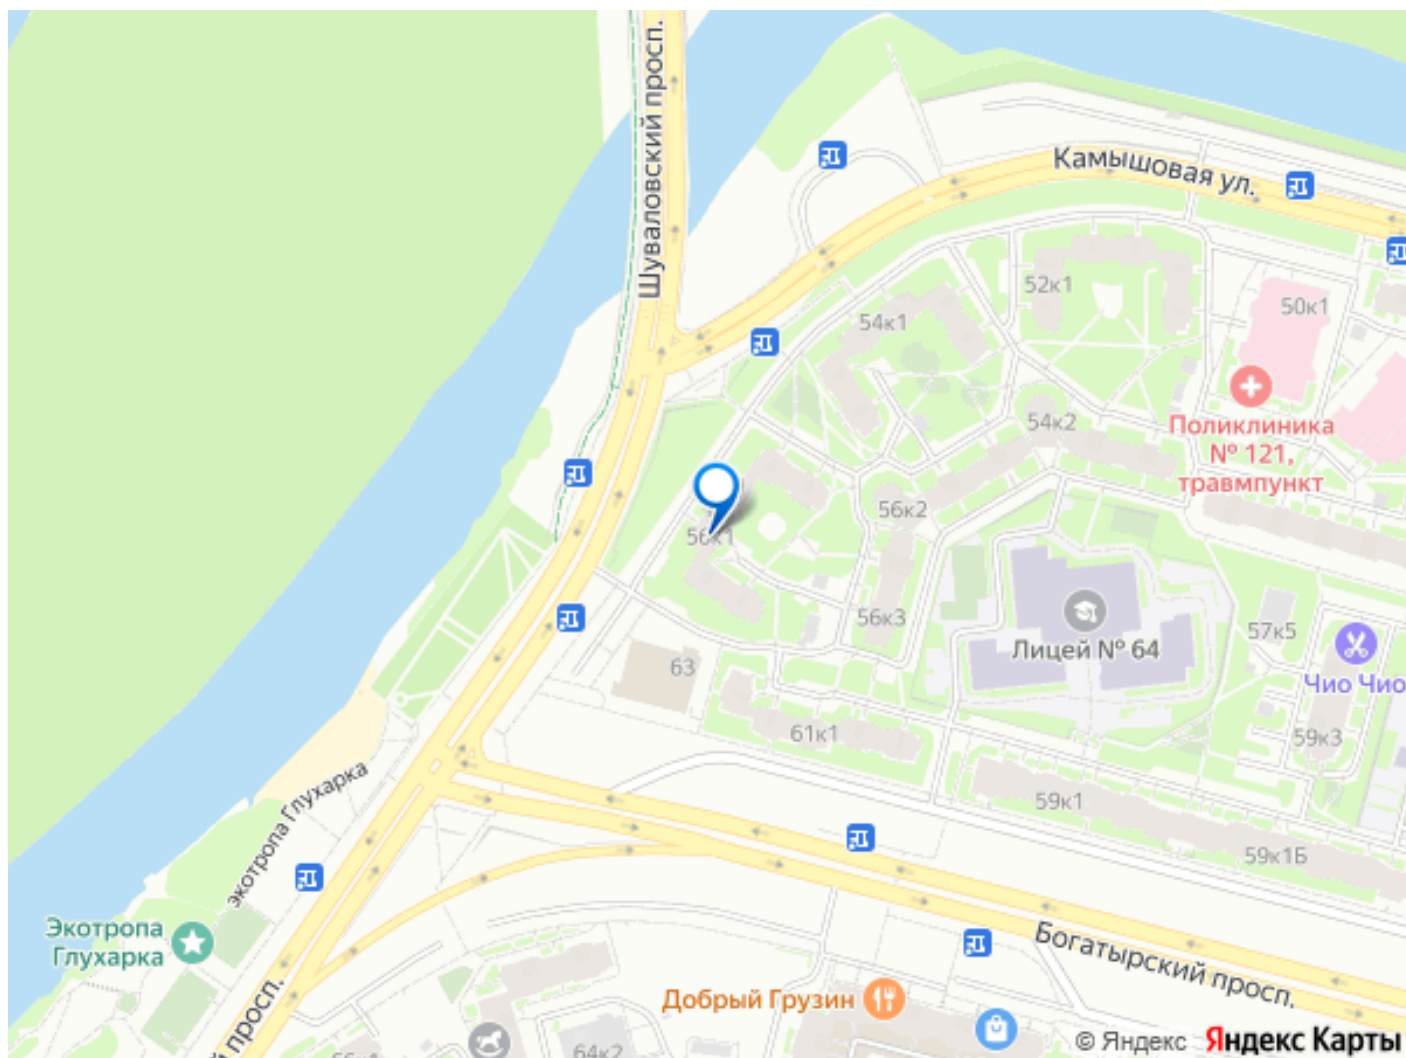 Шуваловский просп.
Камышовая ул.
52к1
50к1
54к1
Поликлиника
№ 121,
травмпункт
54к2
56к2
56к1
56к3
Лицей № 64
57к5
Чио Чио
63
61к1
59к3
59к1
59к1Б
экотропа Глухарка
Экотропа
Глухарка
Богатырский просп.
й просп.
Добрый Грузин
64к2
© Яндекс Яндекс Карты